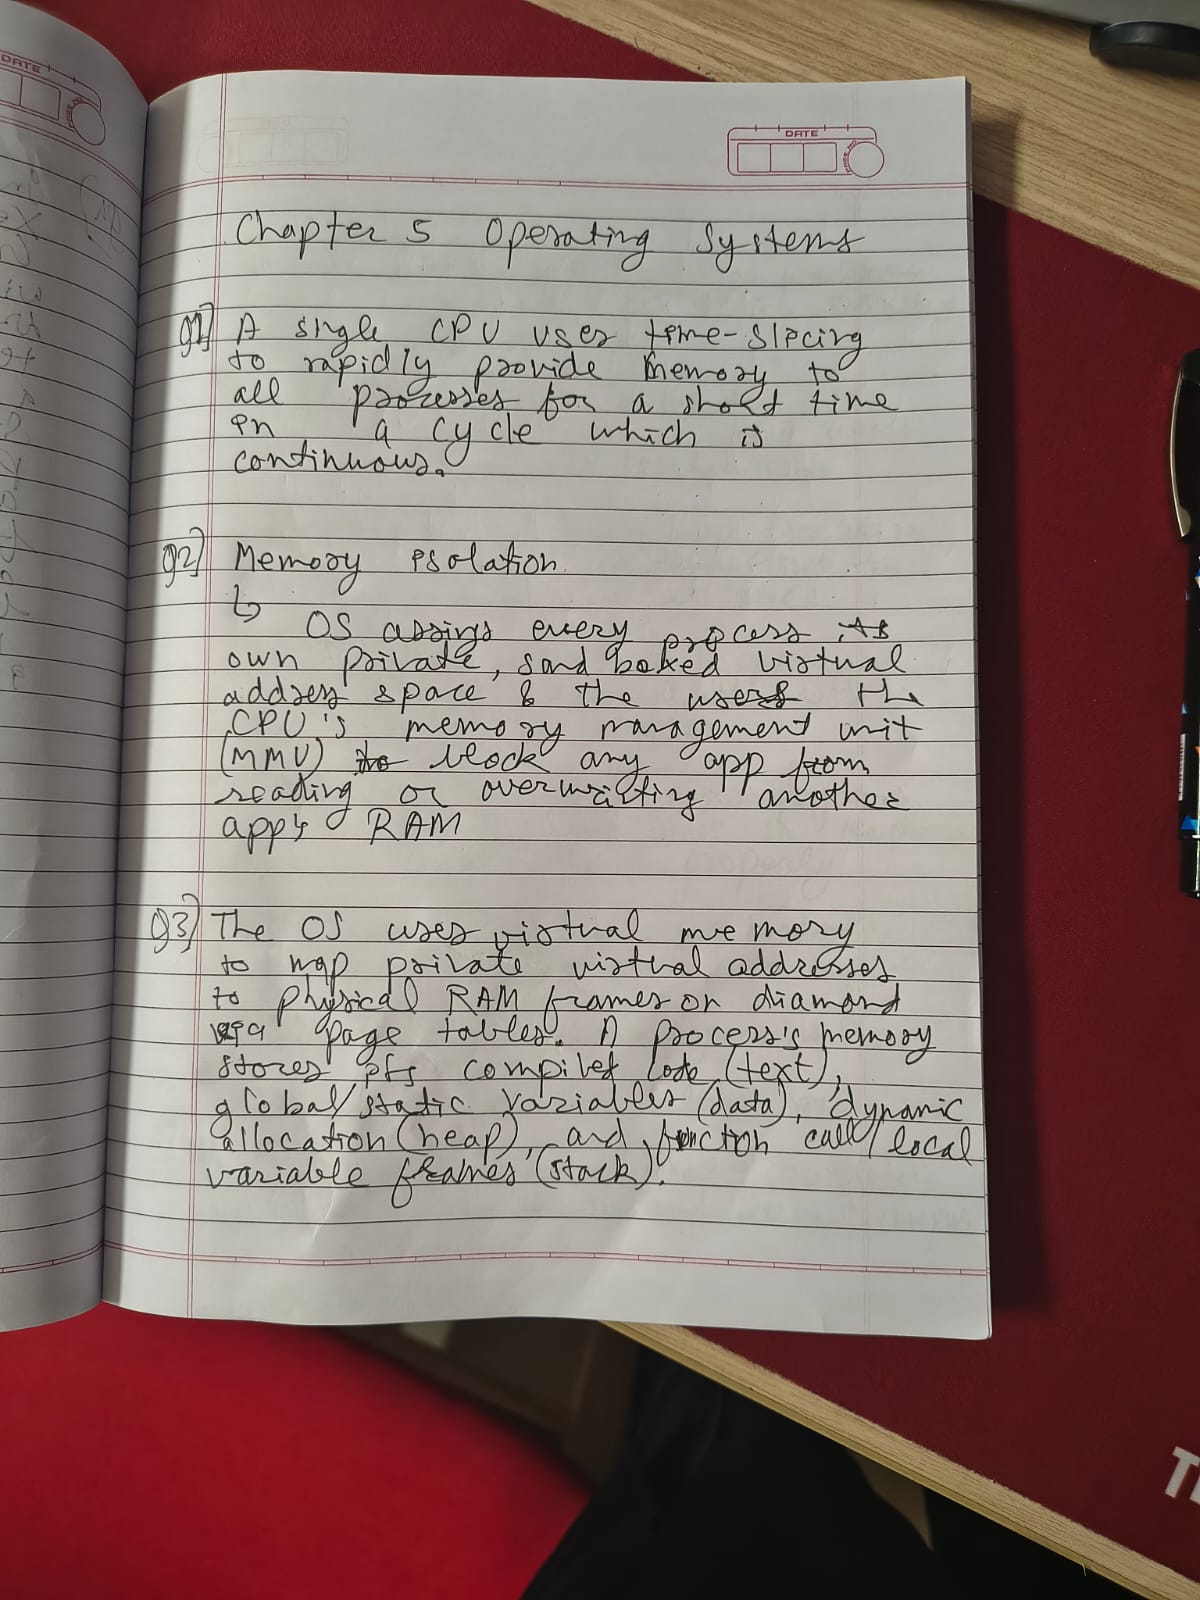 DATE
DATE
Chapter 5 Operating Systems
Q1] A single CPU uses time-slicing
to rapidly provide memory to
all processes for a short time
in a cycle which is
continuous.
Q2] Memory isolation
↳ OS assigns every process its
own private, sandboxed virtual
address space & the uses the
CPU's memory management unit
(MMU) to block any app from
reading or overwriting another
app's RAM
Q3] The OS uses virtual memory
to map private virtual addresses
to physical RAM frames on diamond
via page tables. A process's memory
stores its compiled code (text),
global/static variables (data), dynamic
allocation (heap), and function call/local
variable frames (stack).